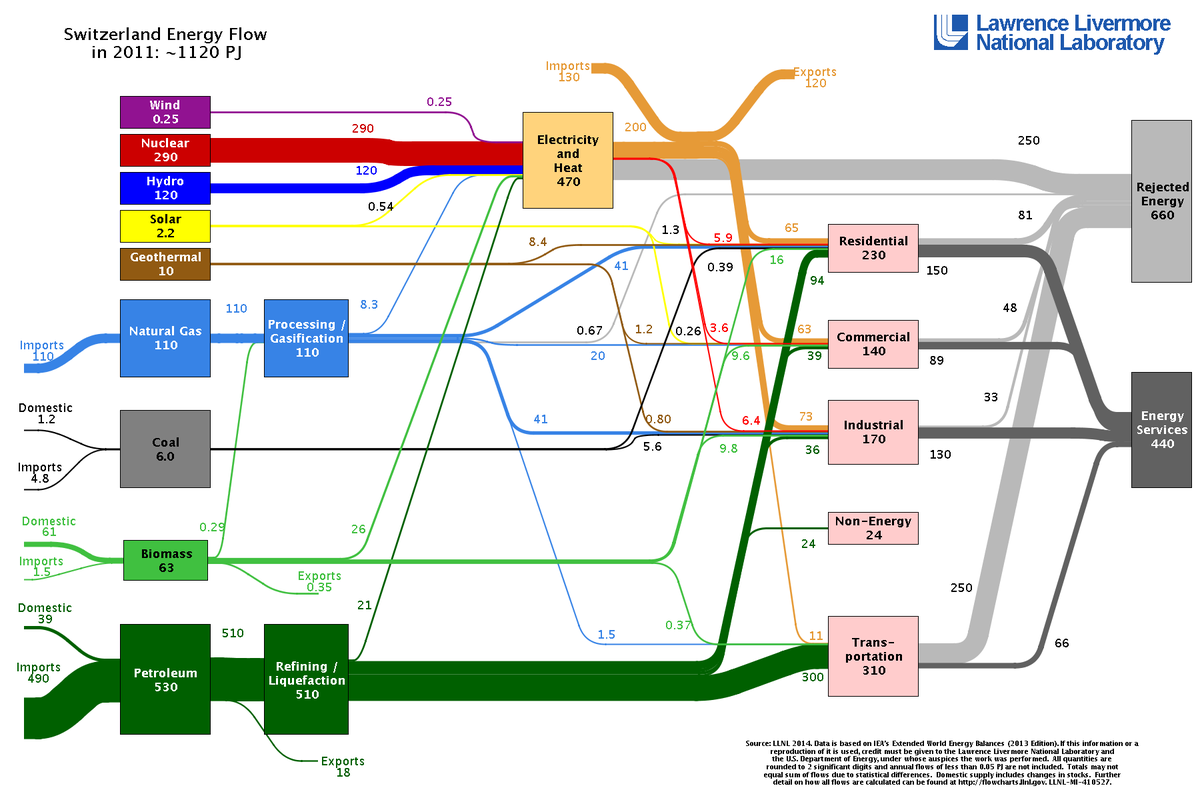 Switzerland Energy Flow
in 2011: ~1120 PJ
Lawrence Livermore
National Laboratory
Imports
130
Exports
120
Wind
0.25
0.25
Nuclear
290
290
Hydro
120
120
Solar
2.2
0.54
Geothermal
10
8.4
Electricity
and
Heat
470
200
250
Rejected
Energy
660
1.3
5.9
65
81
Residential
230
150
41
0.39
16
94
Imports
110
Natural Gas
110
110
Processing /
Gasification
110
8.3
0.67
20
1.2
0.26
3.6
9.6
63
39
48
Commercial
140
89
Domestic
1.2
Imports
4.8
Coal
6.0
41
0.80
5.6
6.4
9.8
73
36
33
Industrial
170
130
Energy
Services
440
Domestic
61
Imports
1.5
Biomass
63
0.29
26
Exports
0.35
Non-Energy
24
24
Domestic
39
Imports
490
Petroleum
530
510
Refining /
Liquefaction
510
21
Exports
18
1.5
0.37
11
300
Trans-
portation
310
250
66
Source: LLNL 2014. Data is based on IEA's Extended World Energy Balances (2013 Edition). If this information or a
reproduction of it is used, credit must be given to the Lawrence Livermore National Laboratory and
the U.S. Department of Energy, under whose auspices the work was performed. All quantities are
rounded to 2 significant digits and annual flows of less than 0.05 PJ are not included. Totals may not
equal sum of flows due to statistical differences. Domestic supply includes changes in stocks. Further
detail on how all flows are calculated can be found at http://flowcharts.llnl.gov. LLNL-MI-410527.